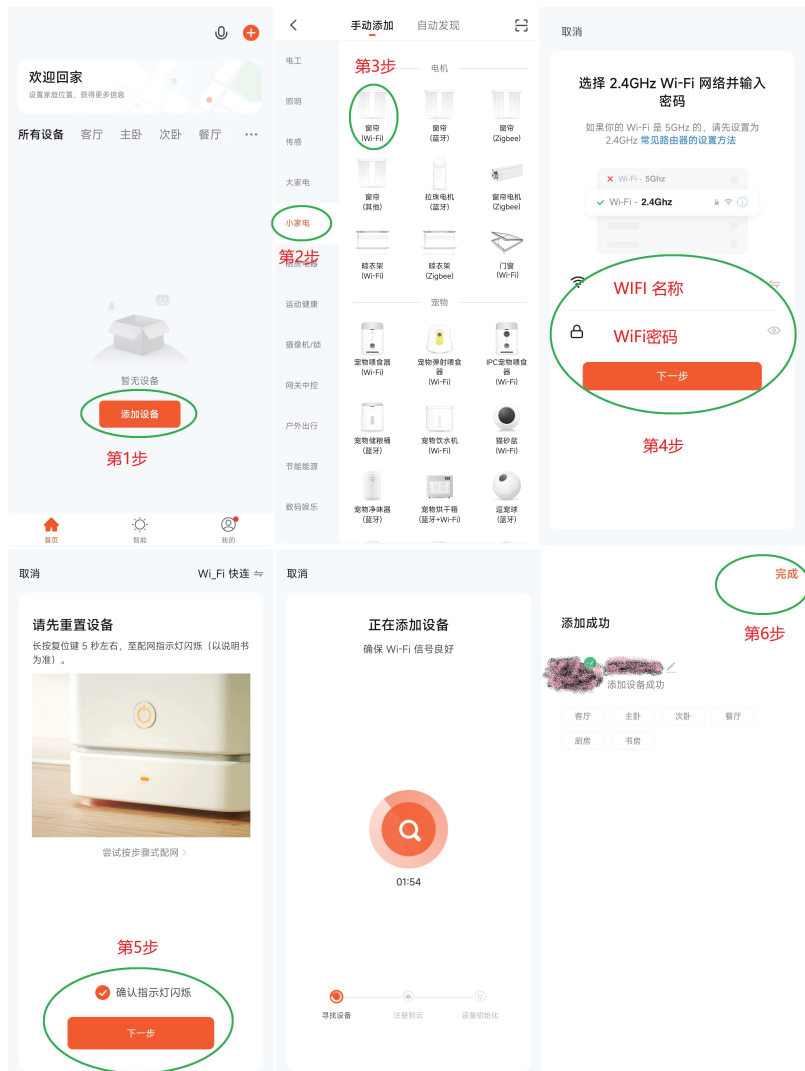 欢迎回家
设置家庭位置，获得更多信息
所有设备 客厅 主卧 次卧 餐厅 ···
暂无设备
添加设备
第1步
首页 智能 我的
手动添加 自动发现
电工
照明
传感
大家电
小家电
第2步
运动健康
摄像机/锁
网关中控
户外出行
节能能源
数码娱乐
第3步
电机
窗帘
(Wi-Fi)
窗帘
(蓝牙)
窗帘
(Zigbee)
窗帘
(其他)
拉珠电机
(蓝牙)
窗帘电机
(Zigbee)
晾衣架
(Wi-Fi)
晾衣架
(Zigbee)
门窗
(Wi-Fi)
宠物
宠物喂食器
(Wi-Fi)
宠物弹射喂食
器
(Wi-Fi)
IPC宠物喂食
器
(Wi-Fi)
宠物储粮桶
(蓝牙)
宠物饮水机
(Wi-Fi)
猫砂盆
(Wi-Fi)
宠物净味器
(蓝牙)
宠物烘干箱
(蓝牙+Wi-Fi)
逗宠球
(蓝牙)
取消
选择 2.4GHz Wi-Fi 网络并输入
密码
如果你的 Wi-Fi 是 5GHz 的，请先设置为
2.4GHz 常见路由器的设置方法
Wi-Fi - 5Ghz
Wi-Fi - 2.4Ghz
WIFI 名称
WiFi密码
下一步
第4步
取消 Wi_Fi 快连
请先重置设备
长按复位键 5 秒左右，至配网指示灯闪烁（以说明书
为准）。
尝试按步骤式配网
第5步
确认指示灯闪烁
下一步
取消
正在添加设备
确保 Wi-Fi 信号良好
01:54
寻找设备 注册到云 设备初始化
完成
第6步
添加成功
添加设备成功
客厅 主卧 次卧 餐厅
厨房 书房